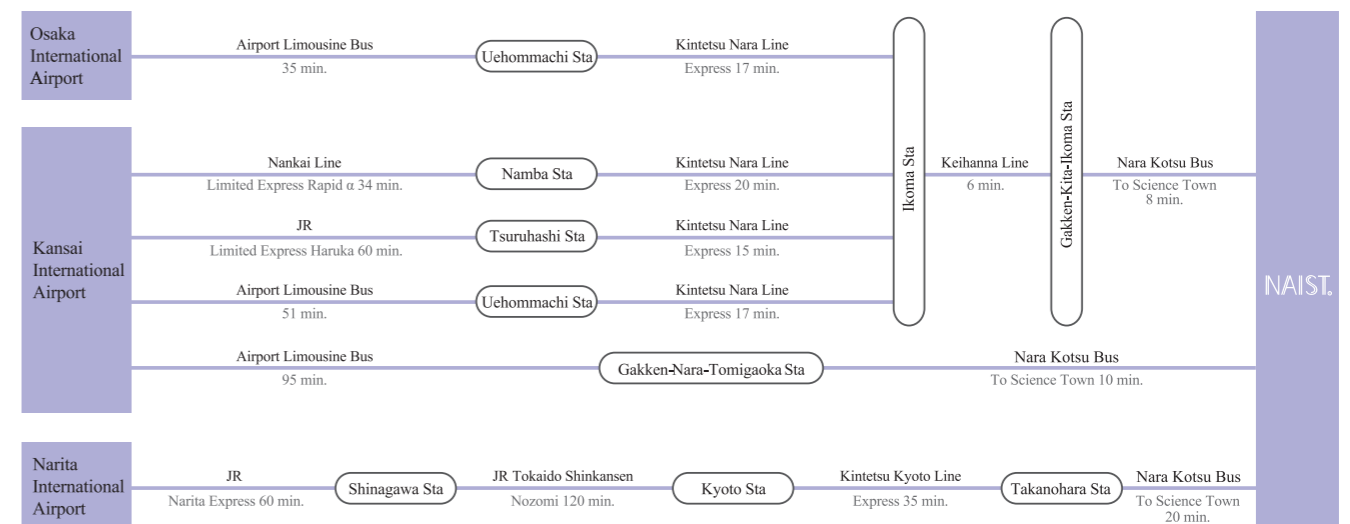 Osaka
International
Airport
Airport Limousine Bus
35 min.
Uehommachi Sta
Kintetsu Nara Line
Express 17 min.
Kansai
International
Airport
Nankai Line
Limited Express Rapid α 34 min.
Namba Sta
Kintetsu Nara Line
Express 20 min.
JR
Limited Express Haruka 60 min.
Tsuruhashi Sta
Kintetsu Nara Line
Express 15 min.
Airport Limousine Bus
51 min.
Uehommachi Sta
Kintetsu Nara Line
Express 17 min.
Ikoma Sta
Keihanna Line
6 min.
Gakken-Kita-Ikoma Sta
Nara Kotsu Bus
To Science Town
8 min.
Airport Limousine Bus
95 min.
Gakken-Nara-Tomigaoka Sta
Nara Kotsu Bus
To Science Town 10 min.
NAIST®
Narita
International
Airport
JR
Narita Express 60 min.
Shinagawa Sta
JR Tokaido Shinkansen
Nozomi 120 min.
Kyoto Sta
Kintetsu Kyoto Line
Express 35 min.
Takanohara Sta
Nara Kotsu Bus
To Science Town
20 min.